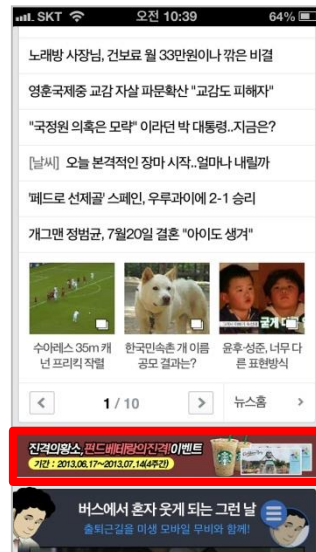 SKT 오전 10:39 64%
노래방 사장님, 건보료 월 33만원이나 깎은 비결
영훈국제중 교감 자살 파문확산 "교감도 피해자"
"국정원 의혹은 모략" 이라던 박 대통령..지금은?
[날씨] 오늘 본격적인 장마 시작..얼마나 내릴까
'페드로 선제골' 스페인, 우루과이에 2-1 승리
개그맨 정범균, 7월20일 결혼 "아이도 생겨"
수아레스 35m 캐
넌 프리킥 작렬
한국민속촌 개 이름
공모 결과는?
윤후·성준, 너무 다
른 표현방식
< 1 / 10 > 뉴스홈 >
진격의황소,펀드베테랑의진격!이벤트
기간 : 2013.06.17~2013.07.14(4주간)
버스에서 혼자 웃게 되는 그런 날
출퇴근길을 미생 모바일 무비와 함께!